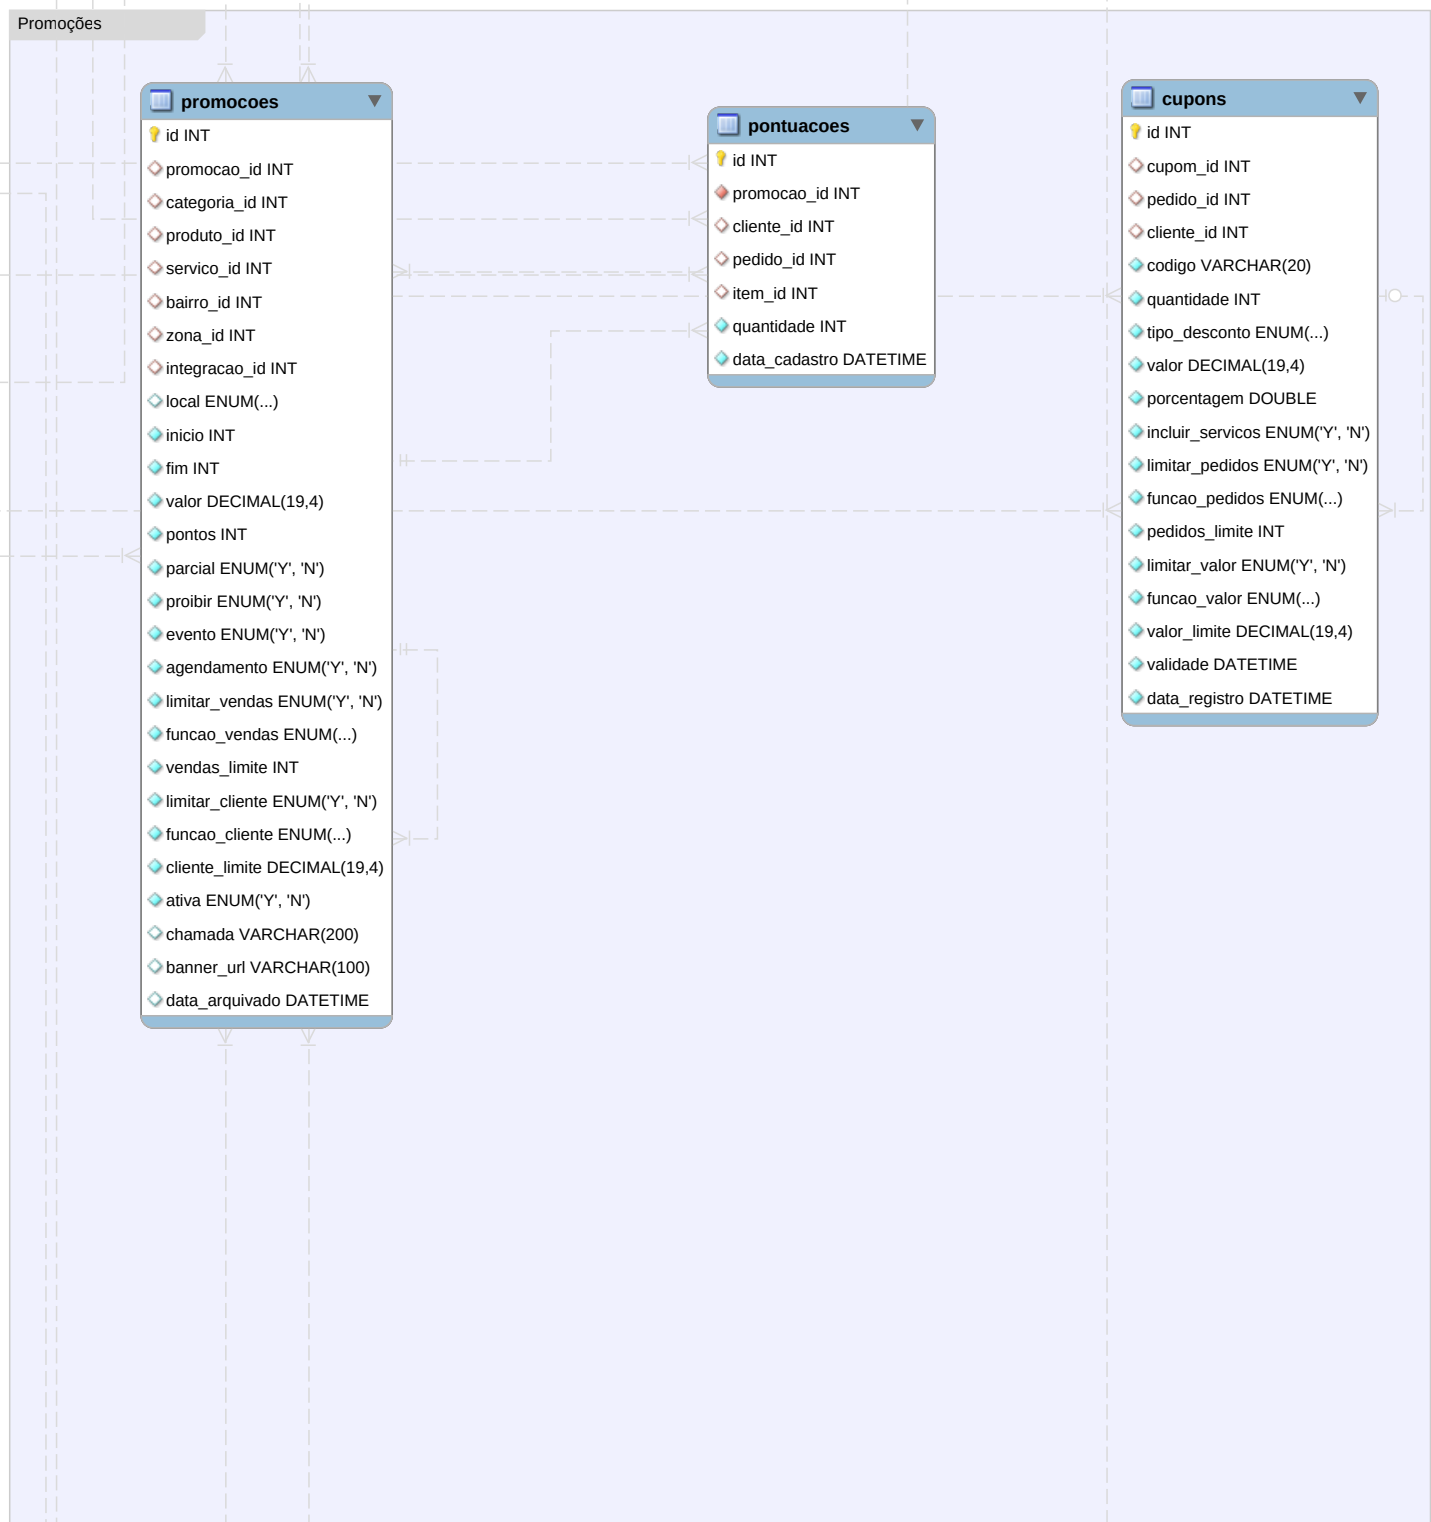 Promoções
promocoes
id INT
promocao_id INT
categoria_id INT
produto_id INT
servico_id INT
bairro_id INT
zona_id INT
integracao_id INT
local ENUM(...)
inicio INT
fim INT
valor DECIMAL(19,4)
pontos INT
parcial ENUM('Y', 'N')
proibir ENUM('Y', 'N')
evento ENUM('Y', 'N')
agendamento ENUM('Y', 'N')
limitar_vendas ENUM('Y', 'N')
funcao_vendas ENUM(...)
vendas_limite INT
limitar_cliente ENUM('Y', 'N')
funcao_cliente ENUM(...)
cliente_limite DECIMAL(19,4)
ativa ENUM('Y', 'N')
chamada VARCHAR(200)
banner_url VARCHAR(100)
data_arquivado DATETIME
pontuacoes
id INT
promocao_id INT
cliente_id INT
pedido_id INT
item_id INT
quantidade INT
data_cadastro DATETIME
cupons
id INT
cupom_id INT
pedido_id INT
cliente_id INT
codigo VARCHAR(20)
quantidade INT
tipo_desconto ENUM(...)
valor DECIMAL(19,4)
porcentagem DOUBLE
incluir_servicos ENUM('Y', 'N')
limitar_pedidos ENUM('Y', 'N')
funcao_pedidos ENUM(...)
pedidos_limite INT
limitar_valor ENUM('Y', 'N')
funcao_valor ENUM(...)
valor_limite DECIMAL(19,4)
validade DATETIME
data_registro DATETIME